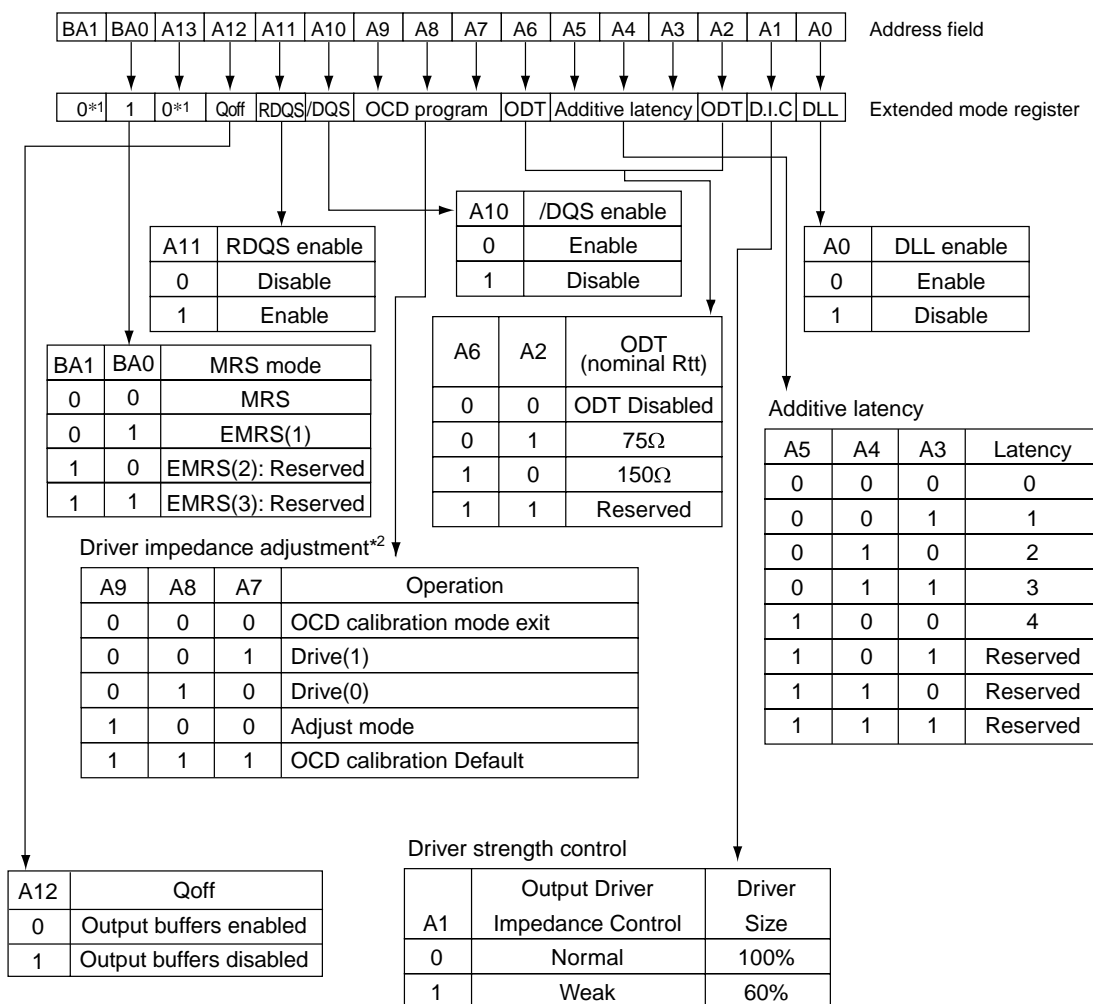 BA1 BA0 A13 A12 A11 A10 A9 A8 A7 A6 A5 A4 A3 A2 A1 A0 Address field
0*1 1 0*1 Qoff RDQS /DQS OCD program ODT Additive latency ODT D.I.C DLL Extended mode register
A11 RDQS enable
0 Disable
1 Enable
A10 /DQS enable
0 Enable
1 Disable
A0 DLL enable
0 Enable
1 Disable
BA1 BA0 MRS mode
0 0 MRS
0 1 EMRS(1)
1 0 EMRS(2): Reserved
1 1 EMRS(3): Reserved
A6 A2 ODT
(nominal Rtt)
0 0 ODT Disabled
0 1 75Ω
1 0 150Ω
1 1 Reserved
Additive latency
A5 A4 A3 Latency
0 0 0 0
0 0 1 1
0 1 0 2
0 1 1 3
1 0 0 4
1 0 1 Reserved
1 1 0 Reserved
1 1 1 Reserved
Driver impedance adjustment*2
A9 A8 A7 Operation
0 0 0 OCD calibration mode exit
0 0 1 Drive(1)
0 1 0 Drive(0)
1 0 0 Adjust mode
1 1 1 OCD calibration Default
A12 Qoff
0 Output buffers enabled
1 Output buffers disabled
Driver strength control
Output Driver Driver
A1 Impedance Control Size
0 Normal 100%
1 Weak 60%